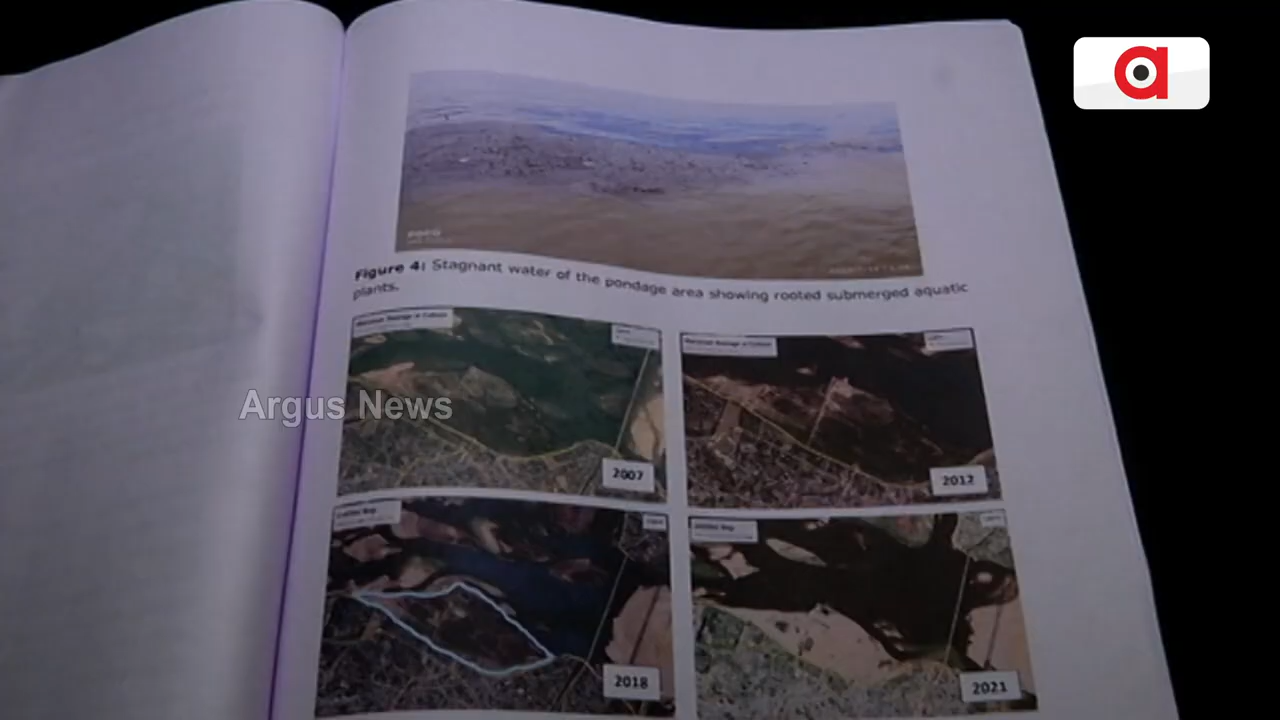 a
Figure 4: Stagnant water of the pondage area showing rooted submerged aquatic
plants.
Argus News
2007
2012
2018
2021